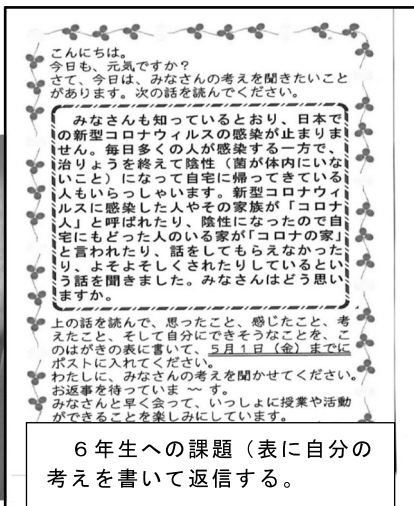 こんにちは。
今日も、元気ですか?
さて、今日は、みなさんの考えを聞きたいこと
があります。次の話を読んでください。
みなさんも知っているとおり、日本で
の新型コロナウィルスの感染が止まりま
せん。毎日多くの人が感染する一方で、
治りょうを終えて陰性(菌が体内にいな
いこと)になって自宅に帰ってきている
人もいらっしゃいます。新型コロナウィ
ルスに感染した人やその家族が「コロナ
人」と呼ばれたり、陰性になったので自
宅にもどった人のいる家が「コロナの家」
と言われたり、話をしてもらえなかった
り、よそよそしくされたりしているとい
う話を聞きました。みなさんはどう思い
ますか。
上の話を読んで、思ったこと、感じたこと、考
えたこと、そして自分にできそうなことを、こ
のはがきの表に書いて、5月1日(金)までに
ポストに入れてください。
わたしに、みなさんの考えを聞かせてください。
お返事を待っていま 〜〜 す。
みなさんと早く会って、いっしょに授業や活動
ができることを楽しみにしています。
6年生への課題(表に自分の
考えを書いて返信する。